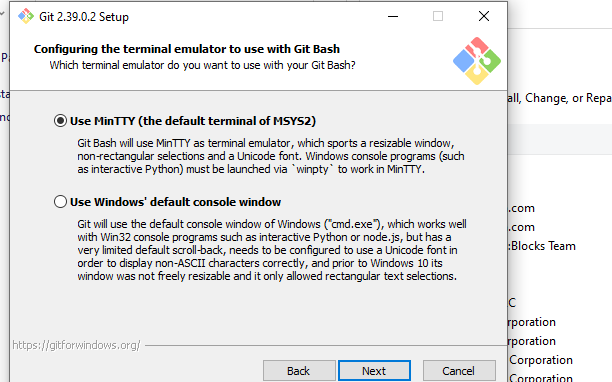 Git 2.39.0.2 Setup
Configuring the terminal emulator to use with Git Bash
Which terminal emulator do you want to use with your Git Bash?
Use MinTTY (the default terminal of MSYS2)
Git Bash will use MinTTY as terminal emulator, which sports a resizable window,
non-rectangular selections and a Unicode font. Windows console programs (such
as interactive Python) must be launched via `winpty` to work in MinTTY.
Use Windows' default console window
Git will use the default console window of Windows ("cmd.exe"), which works well
with Win32 console programs such as interactive Python or node.js, but has a
very limited default scroll-back, needs to be configured to use a Unicode font in
order to display non-ASCII characters correctly, and prior to Windows 10 its
window was not freely resizable and it only allowed rectangular text selections.
https://gitforwindows.org/
Back
Next
Cancel
all, Change, or Repa
.com
.com
:Blocks Team
C
orporation
orporation
Corporation
Corporation